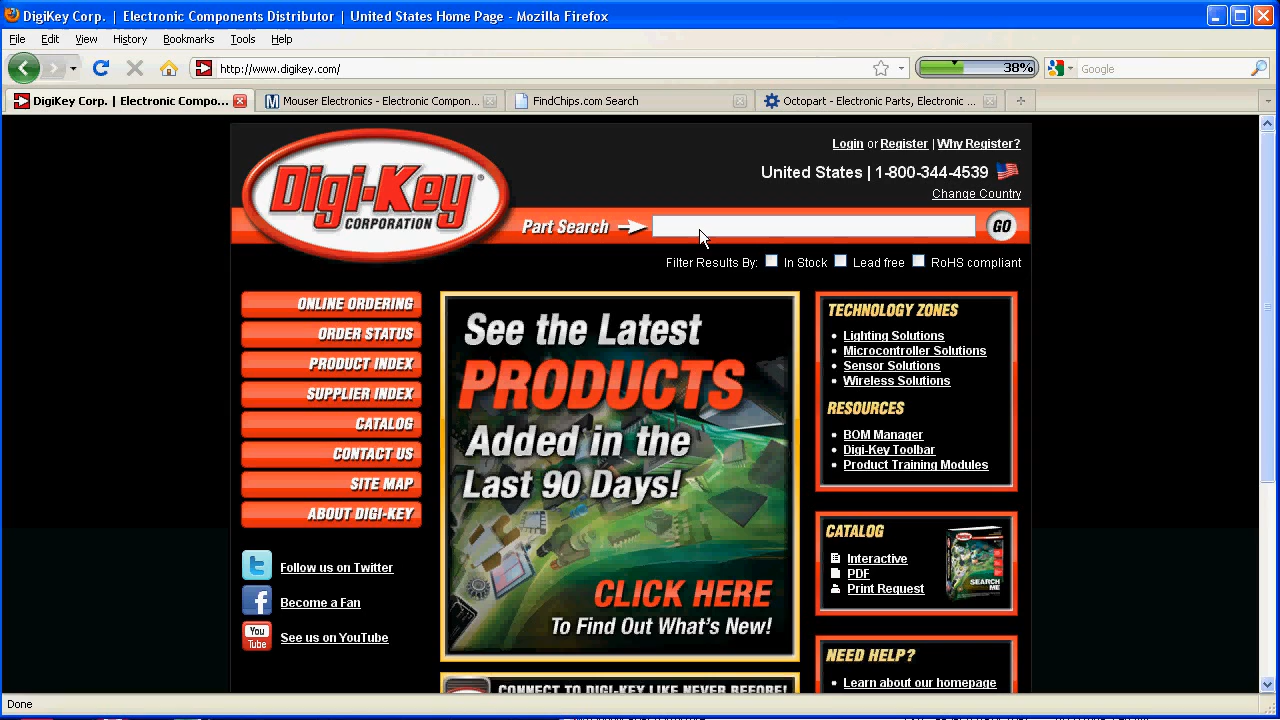 DigiKey Corp. | Electronic Components Distributor | United States Home Page - Mozilla Firefox
File Edit View History Bookmarks Tools Help
http://www.digikey.com/
38%
Google
DigiKey Corp. | Electronic Compo...
Mouser Electronics - Electronic Compon...
FindChips.com Search
Octopart - Electronic Parts, Electronic ...
Login or Register | Why Register?
United States | 1-800-344-4539
Change Country
Digi-Key®
CORPORATION
Part Search
GO
Filter Results By: In Stock Lead free RoHS compliant
ONLINE ORDERING
ORDER STATUS
PRODUCT INDEX
SUPPLIER INDEX
CATALOG
CONTACT US
SITE MAP
ABOUT DIGI-KEY
Follow us on Twitter
Become a Fan
You
Tube
See us on YouTube
See the Latest
PRODUCTS
Added in the
Last 90 Days!
CLICK HERE
To Find Out What's New!
CONNECT TO DIGI-KEY LIKE NEVER BEFORE!
TECHNOLOGY ZONES
Lighting Solutions
Microcontroller Solutions
Sensor Solutions
Wireless Solutions
RESOURCES
BOM Manager
Digi-Key Toolbar
Product Training Modules
CATALOG
Interactive
PDF
Print Request
SEARCH
ME
NEED HELP?
Learn about our homepage
Done